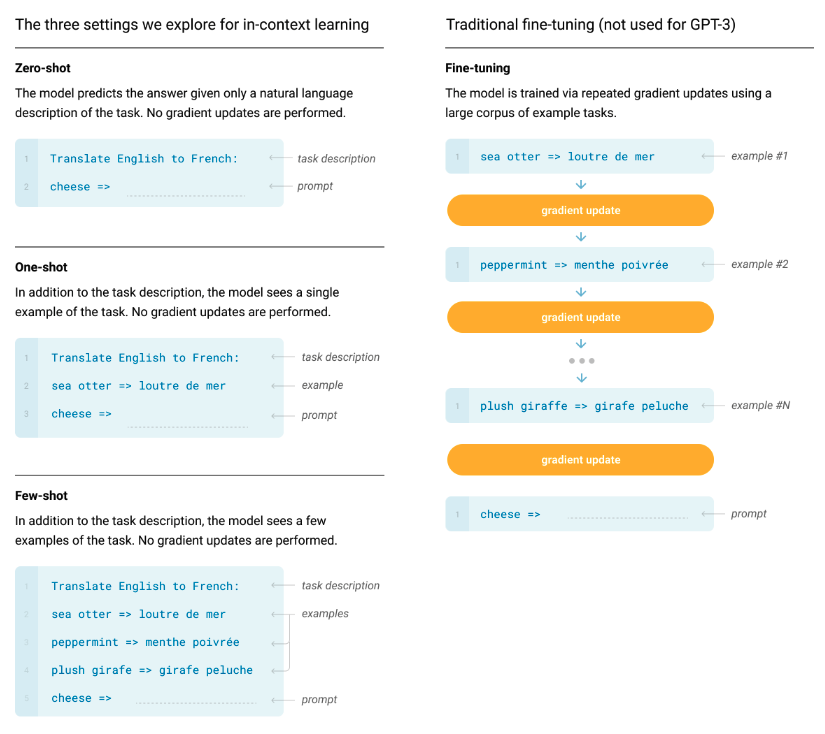 The three settings we explore for in-context learning
Zero-shot
The model predicts the answer given only a natural language
description of the task. No gradient updates are performed.
1 Translate English to French: task description
2 cheese => prompt
One-shot
In addition to the task description, the model sees a single
example of the task. No gradient updates are performed.
1 Translate English to French: task description
2 sea otter => loutre de mer example
3 cheese => prompt
Few-shot
In addition to the task description, the model sees a few
examples of the task. No gradient updates are performed.
1 Translate English to French: task description
2 sea otter => loutre de mer examples
3 peppermint => menthe poivrée
4 plush girafe => girafe peluche
5 cheese => prompt
Traditional fine-tuning (not used for GPT-3)
Fine-tuning
The model is trained via repeated gradient updates using a
large corpus of example tasks.
1 sea otter => loutre de mer example #1
gradient update
1 peppermint => menthe poivrée example #2
gradient update
1 plush giraffe => girafe peluche example #N
gradient update
1 cheese => prompt